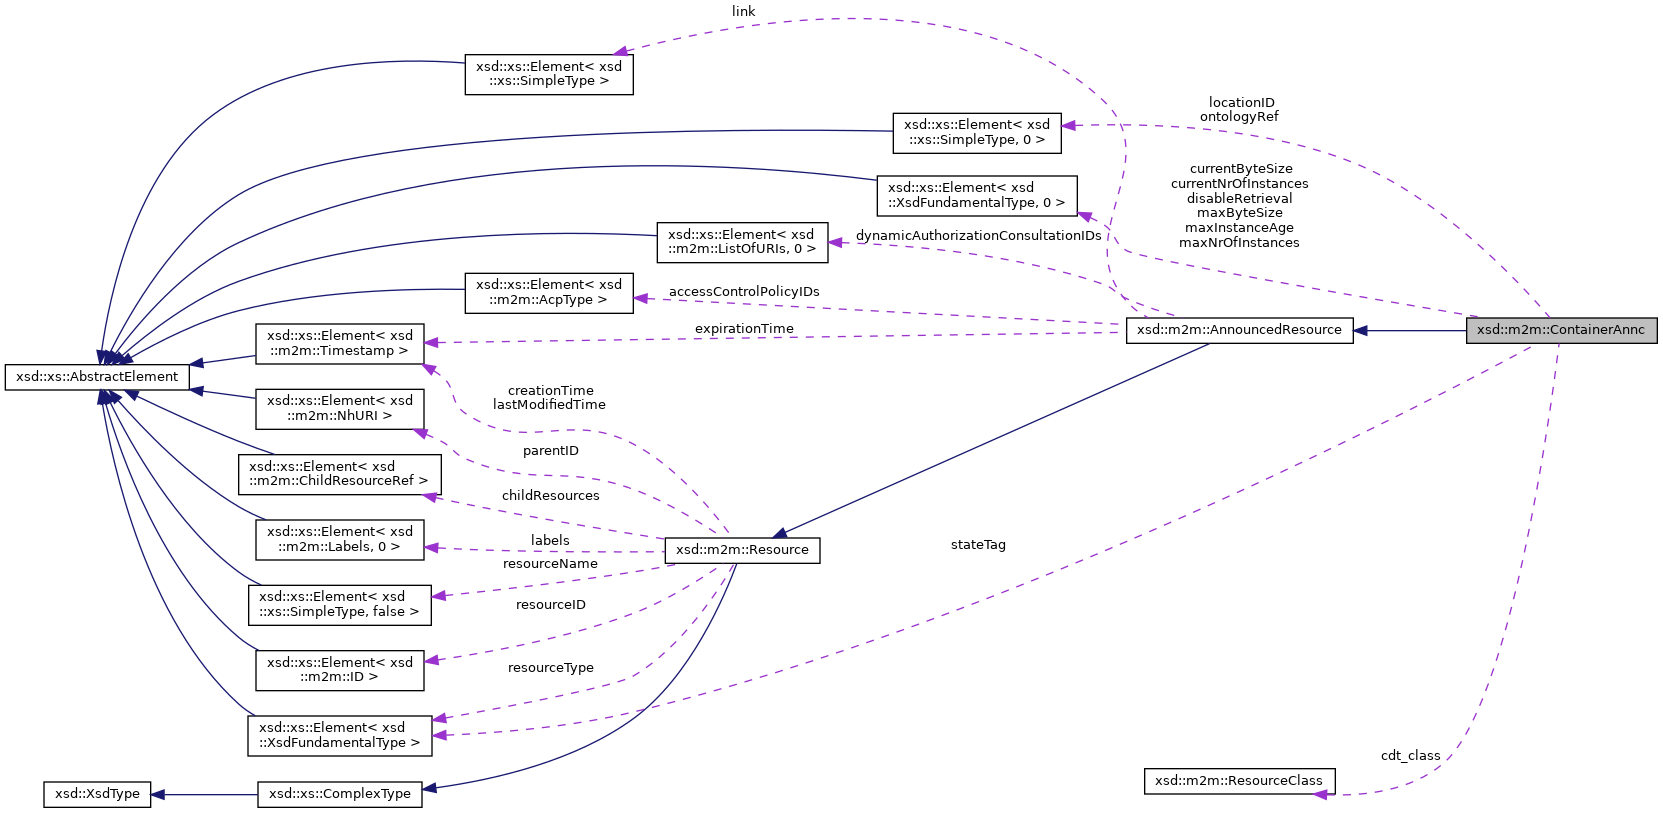 link
xsd::xs::Element< xsd
::xs::SimpleType >
locationID
ontologyRef
xsd::xs::Element< xsd
::xs::SimpleType, 0 >
currentByteSize
currentNrOfInstances
disableRetrieval
maxByteSize
maxInstanceAge
maxNrOfInstances
xsd::xs::Element< xsd
::XsdFundamentalType, 0 >
xsd::xs::Element< xsd
::m2m::ListOfURIs, 0 >
dynamicAuthorizationConsultationIDs
xsd::xs::Element< xsd
::m2m::AcpType >
accessControlPolicyIDs
expirationTime
xsd::m2m::AnnouncedResource
xsd::m2m::ContainerAnnc
xsd::xs::Element< xsd
::m2m::Timestamp >
xsd::xs::AbstractElement
creationTime
lastModifiedTime
xsd::xs::Element< xsd
::m2m::NhURI >
parentID
xsd::xs::Element< xsd
::m2m::ChildResourceRef >
childResources
xsd::xs::Element< xsd
::m2m::Labels, 0 >
labels
xsd::m2m::Resource
stateTag
resourceName
xsd::xs::Element< xsd
::xs::SimpleType, false >
resourceID
xsd::xs::Element< xsd
::m2m::ID >
resourceType
xsd::xs::Element< xsd
::XsdFundamentalType >
cdt_class
xsd::m2m::ResourceClass
xsd::XsdType
xsd::xs::ComplexType